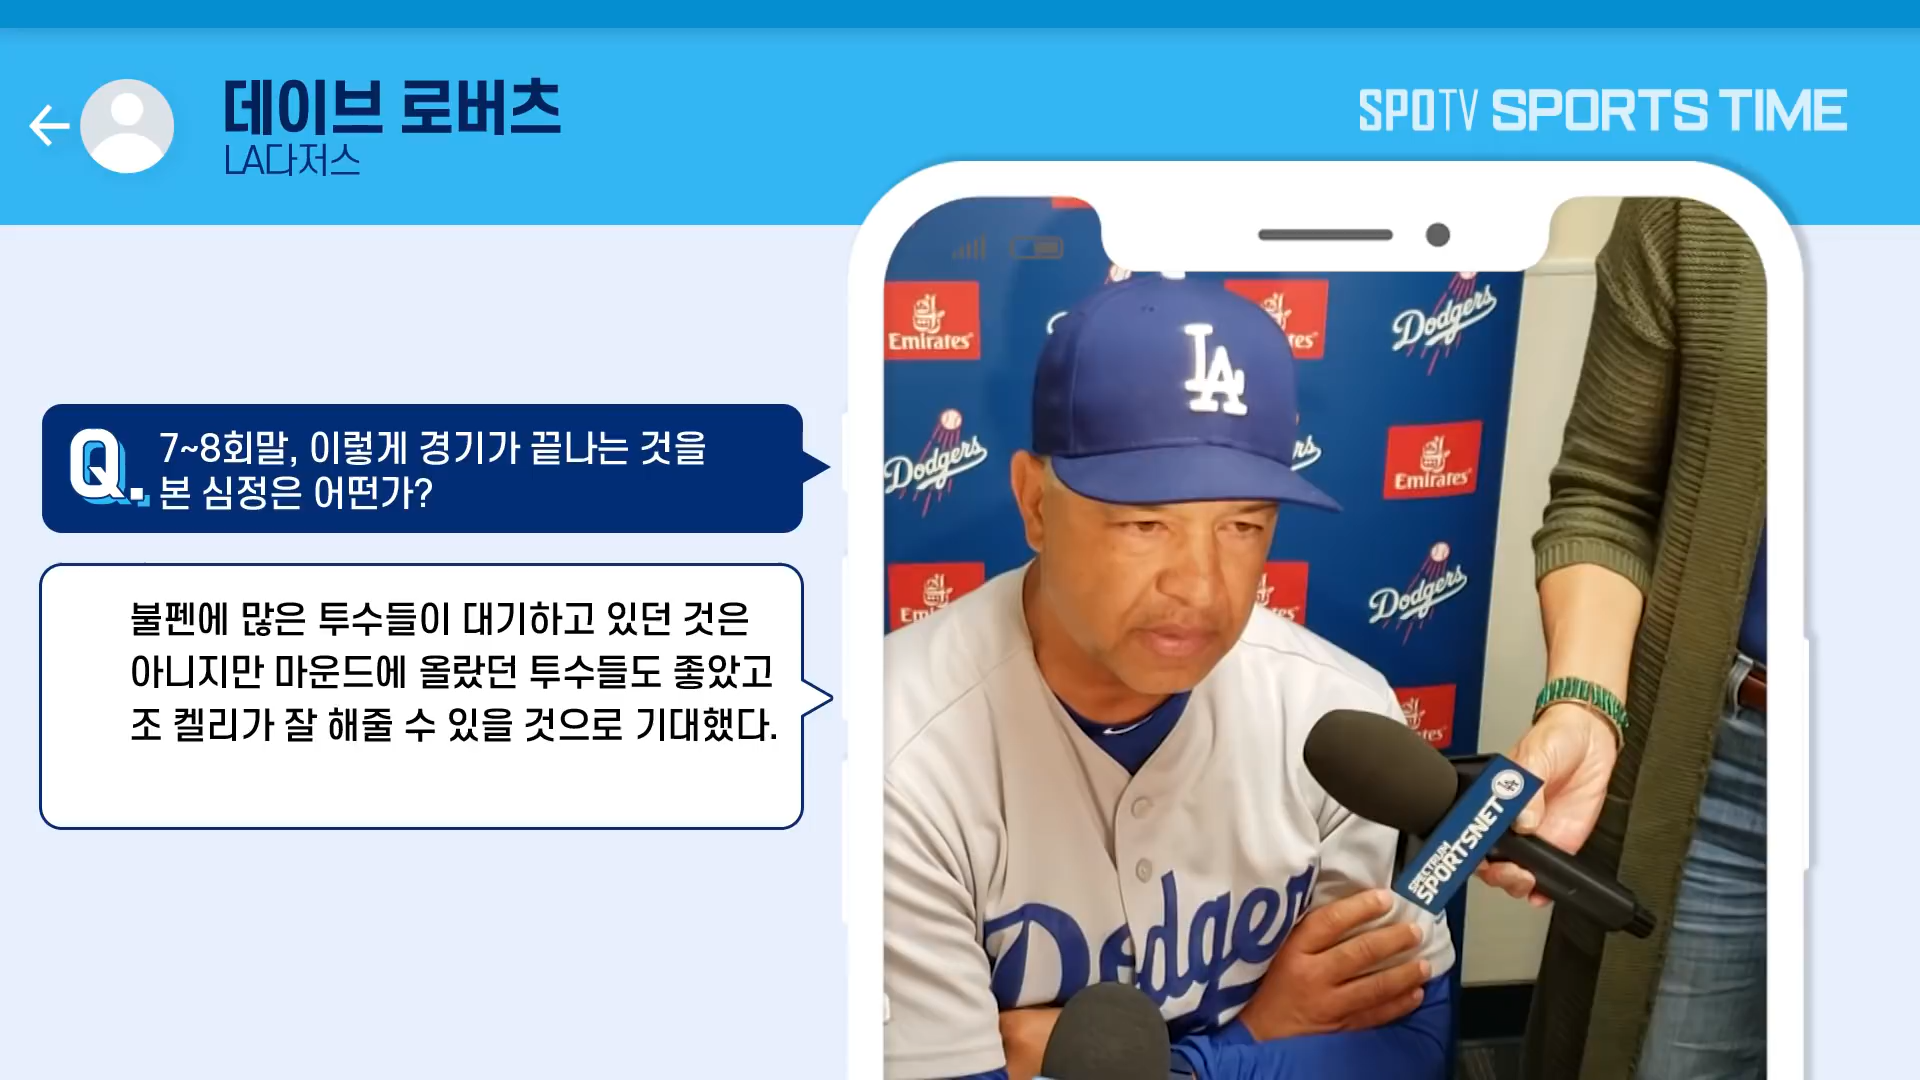 데이브 로버츠
LA다저스
SPOTV SPORTS TIME
Q. 7~8회말, 이렇게 경기가 끝나는 것을
본 심정은 어떤가?
불펜에 많은 투수들이 대기하고 있던 것은
아니지만 마운드에 올랐던 투수들도 좋았고
조 켈리가 잘 해줄 수 있을 것으로 기대했다.
Emirates
Dodgers
LA
Dodgers
Emirates
Dodgers
Dodgers
SPECTRUM
SPORTSNET
Dodgers